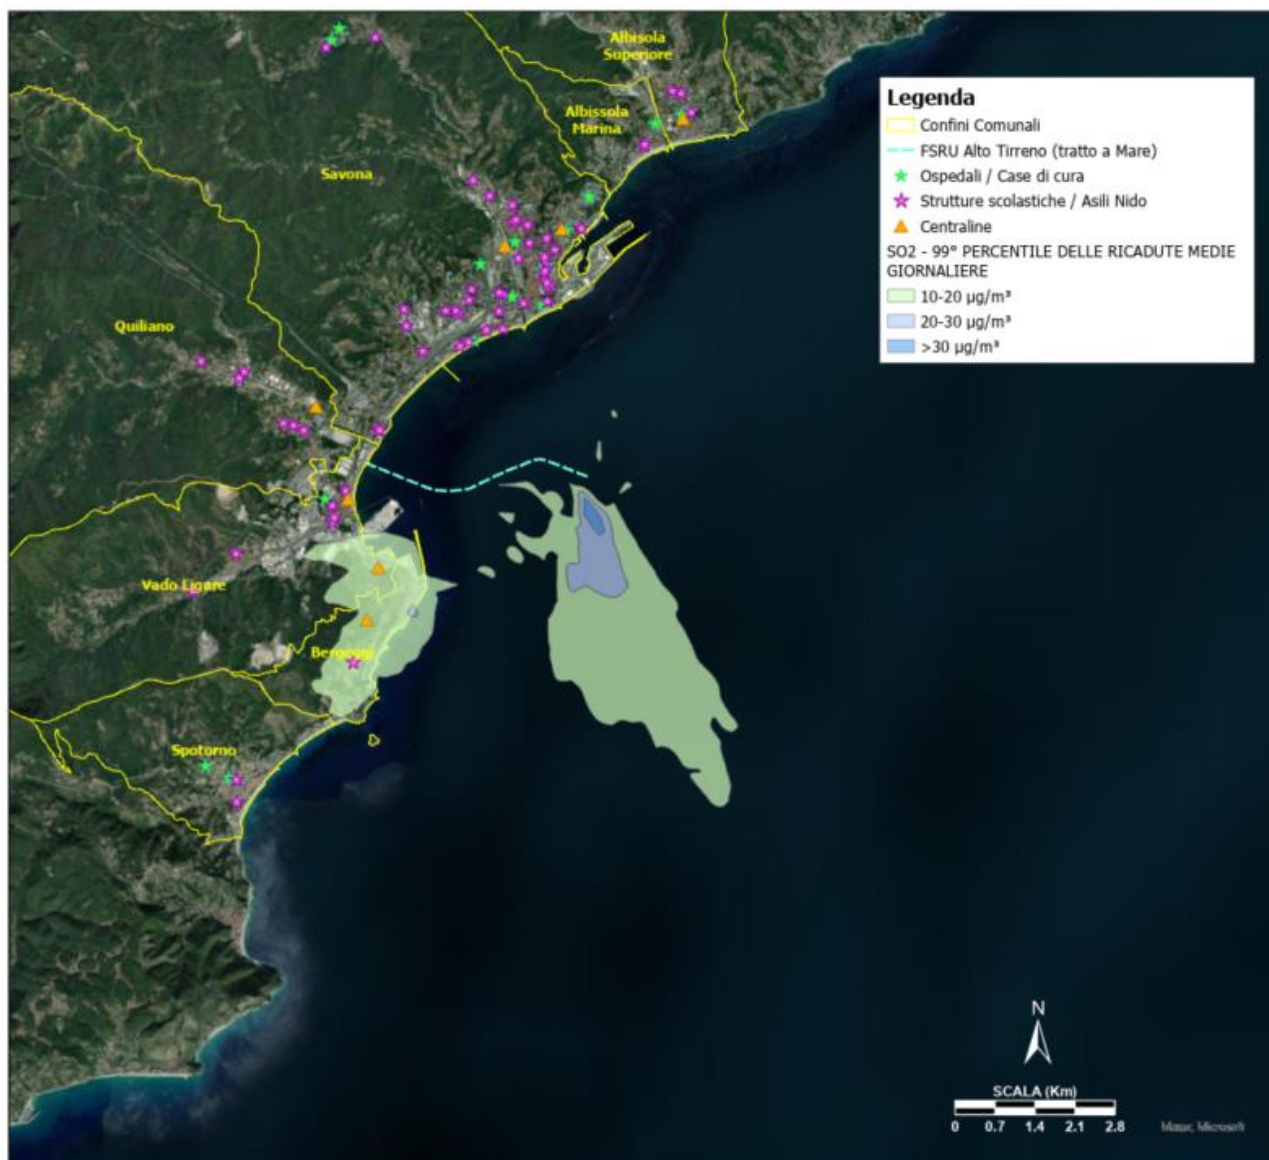 Albisola
Superiore
Albissola
Marina
Savona
Quiliano
Vado Ligure
Bergeggi
Spotorno
Legenda
Confini Comunali
FSRU Alto Tirreno (tratto a Mare)
Ospedali / Case di cura
Strutture scolastiche / Asili Nido
Centraline
SO2 - 99° PERCENTILE DELLE RICADUTE MEDIE
GIORNALIERE
10-20 µg/m³
20-30 µg/m³
>30 µg/m³
N
SCALA (Km)
0 0.7 1.4 2.1 2.8
Maxar, Microsoft